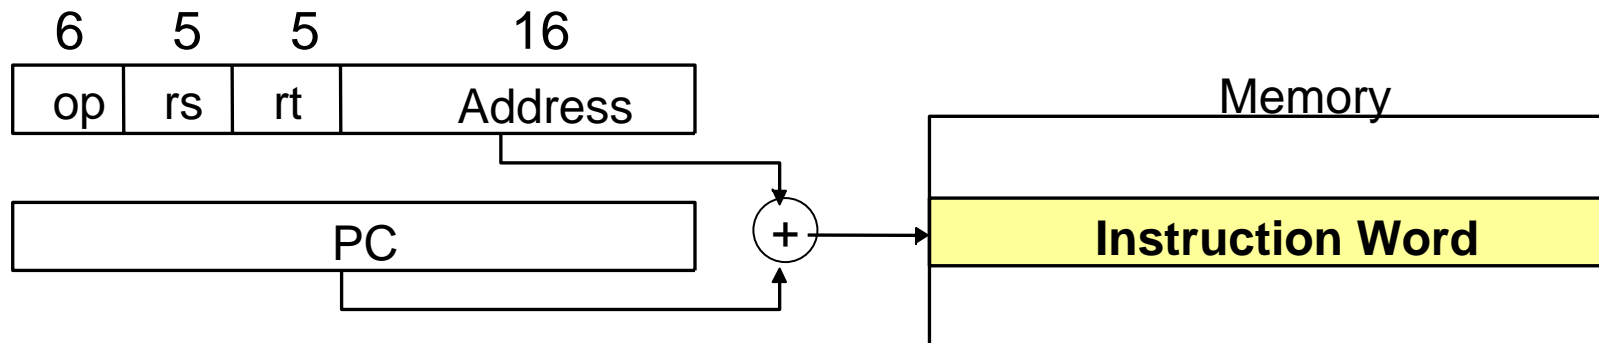 6 5 5 16
op rs rt Address
Memory
PC
+
Instruction Word